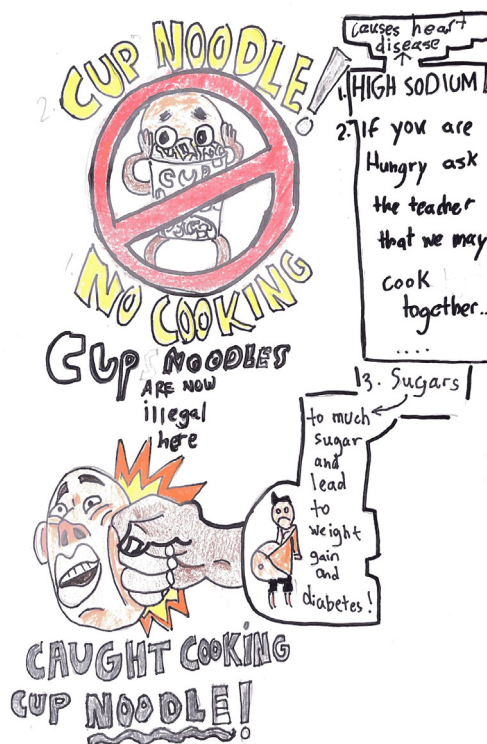 2. CUP NOODLE!
1. NO COOKING
CUP NOODLES
ARE NOW
illegal
here
CAUGHT COOKING
CUP NOODLE!
causes heart
disease
1. HIGH SODIUM
2. If you are
Hungry ask
the teacher
that we may
cook
together..
....
3. Sugars
to much
sugar
and
lead
to
weight
gain
and
diabetes!